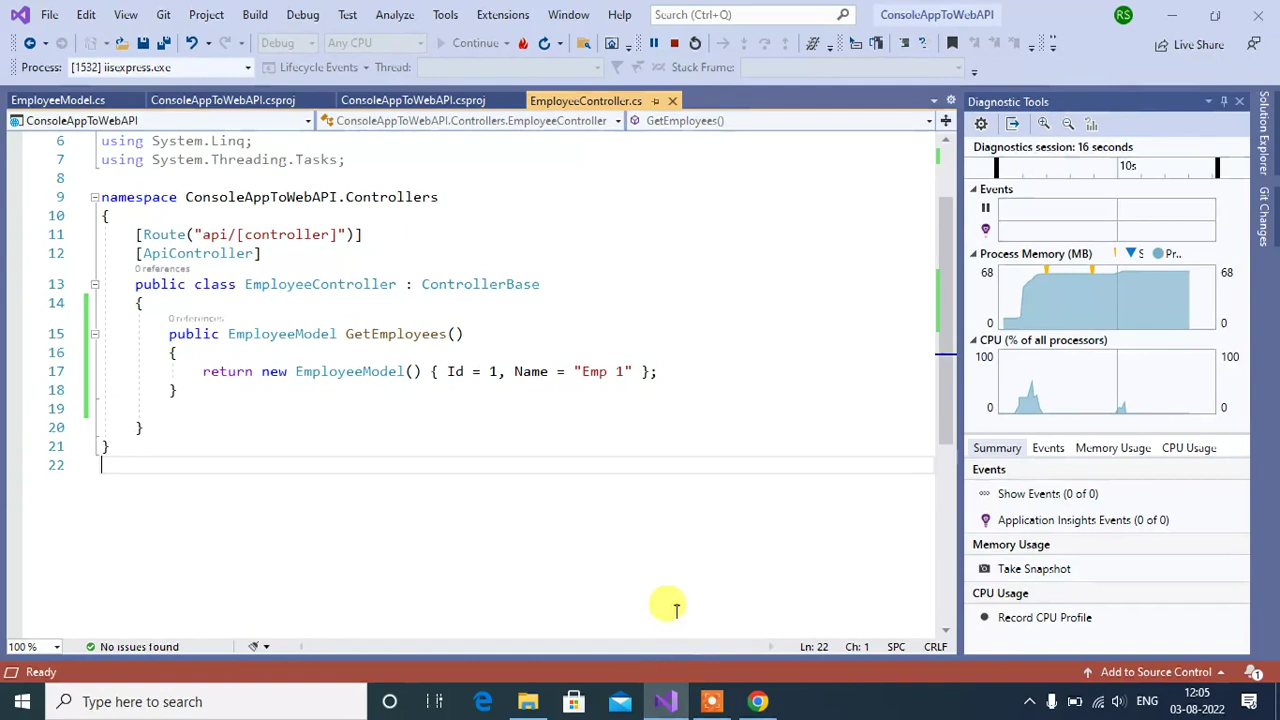 File Edit View Git Project Build Debug Test Analyze Tools Extensions Window Help Search (Ctrl+Q) ConsoleAppToWebAPI RS
Debug Any CPU Continue Live Share
Process: [1532] iisexpress.exe Lifecycle Events Thread: Stack Frame:
EmployeeModel.cs ConsoleAppToWebAPI.csproj ConsoleAppToWebAPI.csproj EmployeeController.cs
ConsoleAppToWebAPI ConsoleAppToWebAPI.Controllers.EmployeeController GetEmployees()
6 using System.Linq;
7 using System.Threading.Tasks;
8
9 namespace ConsoleAppToWebAPI.Controllers
10 {
11 [Route("api/[controller]")]
12 [ApiController]
0 references
13 public class EmployeeController : ControllerBase
14 {
0 references
15 public EmployeeModel GetEmployees()
16 {
17 return new EmployeeModel() { Id = 1, Name = "Emp 1" };
18 }
19
20 }
21 }
22
Diagnostic Tools
Diagnostics session: 16 seconds
10s
Events
Process Memory (MB) S Pr..
68 68
0 0
CPU (% of all processors)
100 100
0 0
Summary Events Memory Usage CPU Usage
Events
Show Events (0 of 0)
Application Insights Events (0 of 0)
Memory Usage
Take Snapshot
CPU Usage
Record CPU Profile
Solution Explorer
Git Changes
100 % No issues found Ln: 22 Ch: 1 SPC CRLF
Ready Add to Source Control 1
Type here to search ENG 12:05
03-08-2022